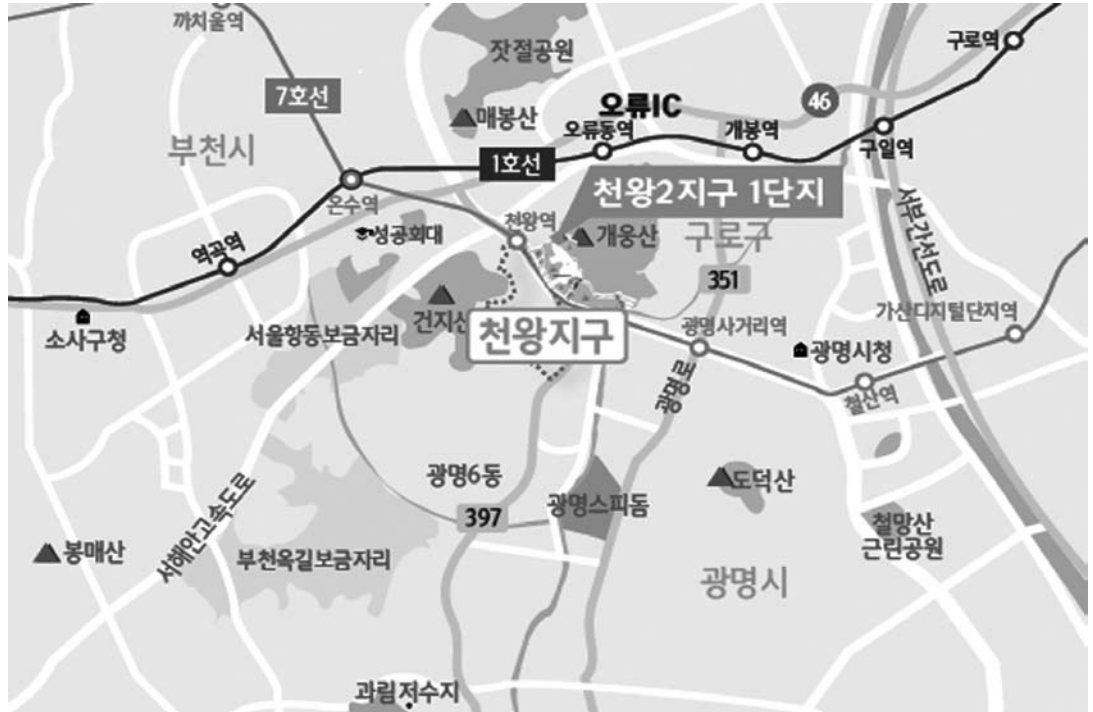 까치울역
잣절공원
구로역
7호선
46
매봉산
오류IC
부천시
오류동역
개봉역
구일역
1호선
천왕2지구 1단지
온수역
서부간선도로
성공회대
천왕역
개웅산
구로구
역곡역
351
건지산
가산디지털단지역
소사구청
서울항동보금자리
천왕지구
광명사거리역
광명시청
광명로
철산역
광명6동
도덕산
서해안고속도로
397
광명스피돔
철망산
근린공원
봉매산
부천옥길보금자리
광명시
과림저수지